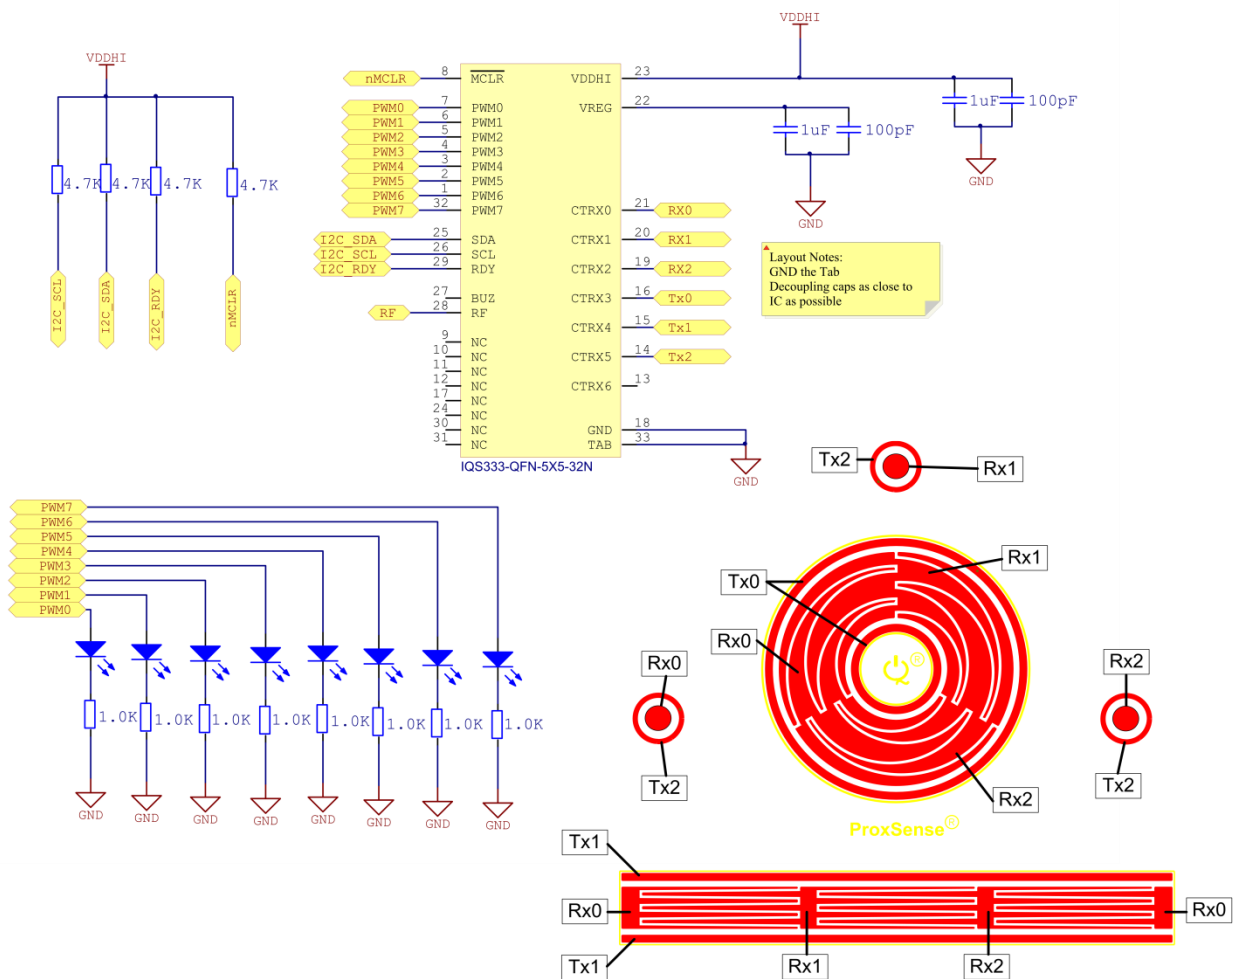 VDDHI
4.7K 4.7K 4.7K 4.7K
I2C_SCL
I2C_SDA
I2C_RDY
nMCLR
nMCLR 8 MCLR
PWM0 7 PWM0
PWM1 6 PWM1
PWM2 5 PWM2
PWM3 4 PWM3
PWM4 3 PWM4
PWM5 2 PWM5
PWM6 1 PWM6
PWM7 32 PWM7
I2C_SDA 25 SDA
I2C_SCL 26 SCL
I2C_RDY 29 RDY
27 BUZ
RF 28 RF
9 NC
10 NC
11 NC
12 NC
17 NC
24 NC
30 NC
31 NC
VDDHI 23
VREG 22
CTRX0 21 RX0
CTRX1 20 RX1
CTRX2 19 RX2
CTRX3 16 Tx0
CTRX4 15 Tx1
CTRX5 14 Tx2
CTRX6 13
GND 18
TAB 33
GND
IQS333-QFN-5X5-32N
VDDHI
1uF 100pF
GND
1uF 100pF
GND
Layout Notes:
GND the Tab
Decoupling caps as close to
IC as possible
PWM7
PWM6
PWM5
PWM4
PWM3
PWM2
PWM1
PWM0
1.0K 1.0K 1.0K 1.0K 1.0K 1.0K 1.0K 1.0K
GND GND GND GND GND GND GND GND
Tx2 Rx1
Rx1
Tx0
Rx0
Rx2
Rx0
Tx2
Rx2
Tx2
Q®
ProxSense®
Tx1
Rx0 Rx0
Tx1 Rx1 Rx2